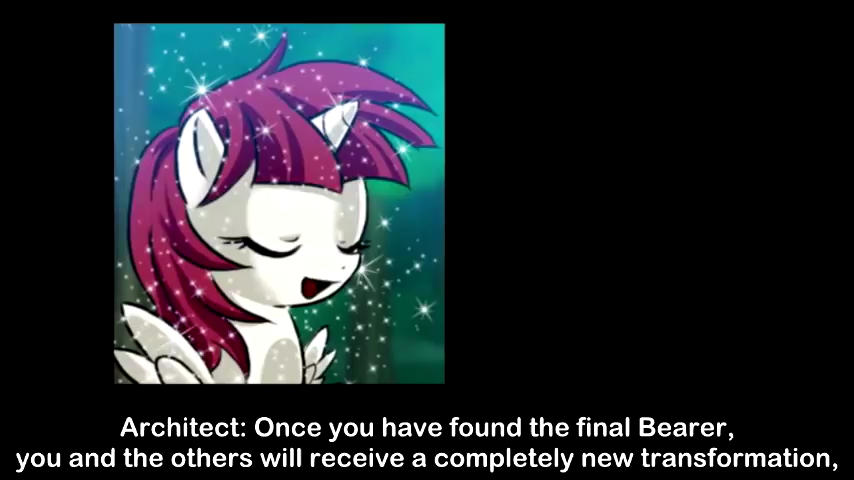 Architect: Once you have found the final Bearer,
you and the others will receive a completely new transformation,